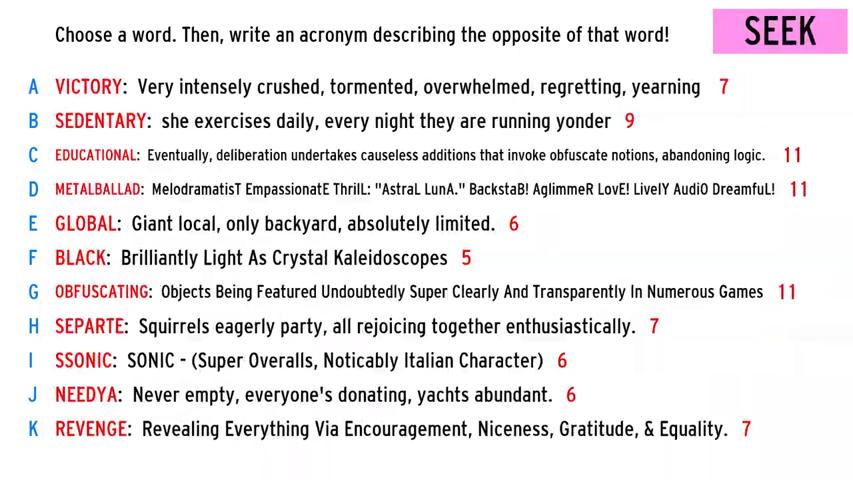 Choose a word. Then, write an acronym describing the opposite of that word!
SEEK
A VICTORY: Very intensely crushed, tormented, overwhelmed, regretting, yearning 7
B SEDENTARY: she exercises daily, every night they are running yonder 9
C EDUCATIONAL: Eventually, deliberation undertakes causeless additions that invoke obfuscate notions, abandoning logic. 11
D METALBALLAD: MelodramatisT EmpassionatE ThrilL: "AstraL LunA." BackstaB! AglimmeR LovE! LivelY AudiO DreamfuL! 11
E GLOBAL: Giant local, only backyard, absolutely limited. 6
F BLACK: Brilliantly Light As Crystal Kaleidoscopes 5
G OBFUSCATING: Objects Being Featured Undoubtedly Super Clearly And Transparently In Numerous Games 11
H SEPARTE: Squirrels eagerly party, all rejoicing together enthusiastically. 7
I SSONIC: SONIC - (Super Overalls, Noticably Italian Character) 6
J NEEDYA: Never empty, everyone's donating, yachts abundant. 6
K REVENGE: Revealing Everything Via Encouragement, Niceness, Gratitude, & Equality. 7